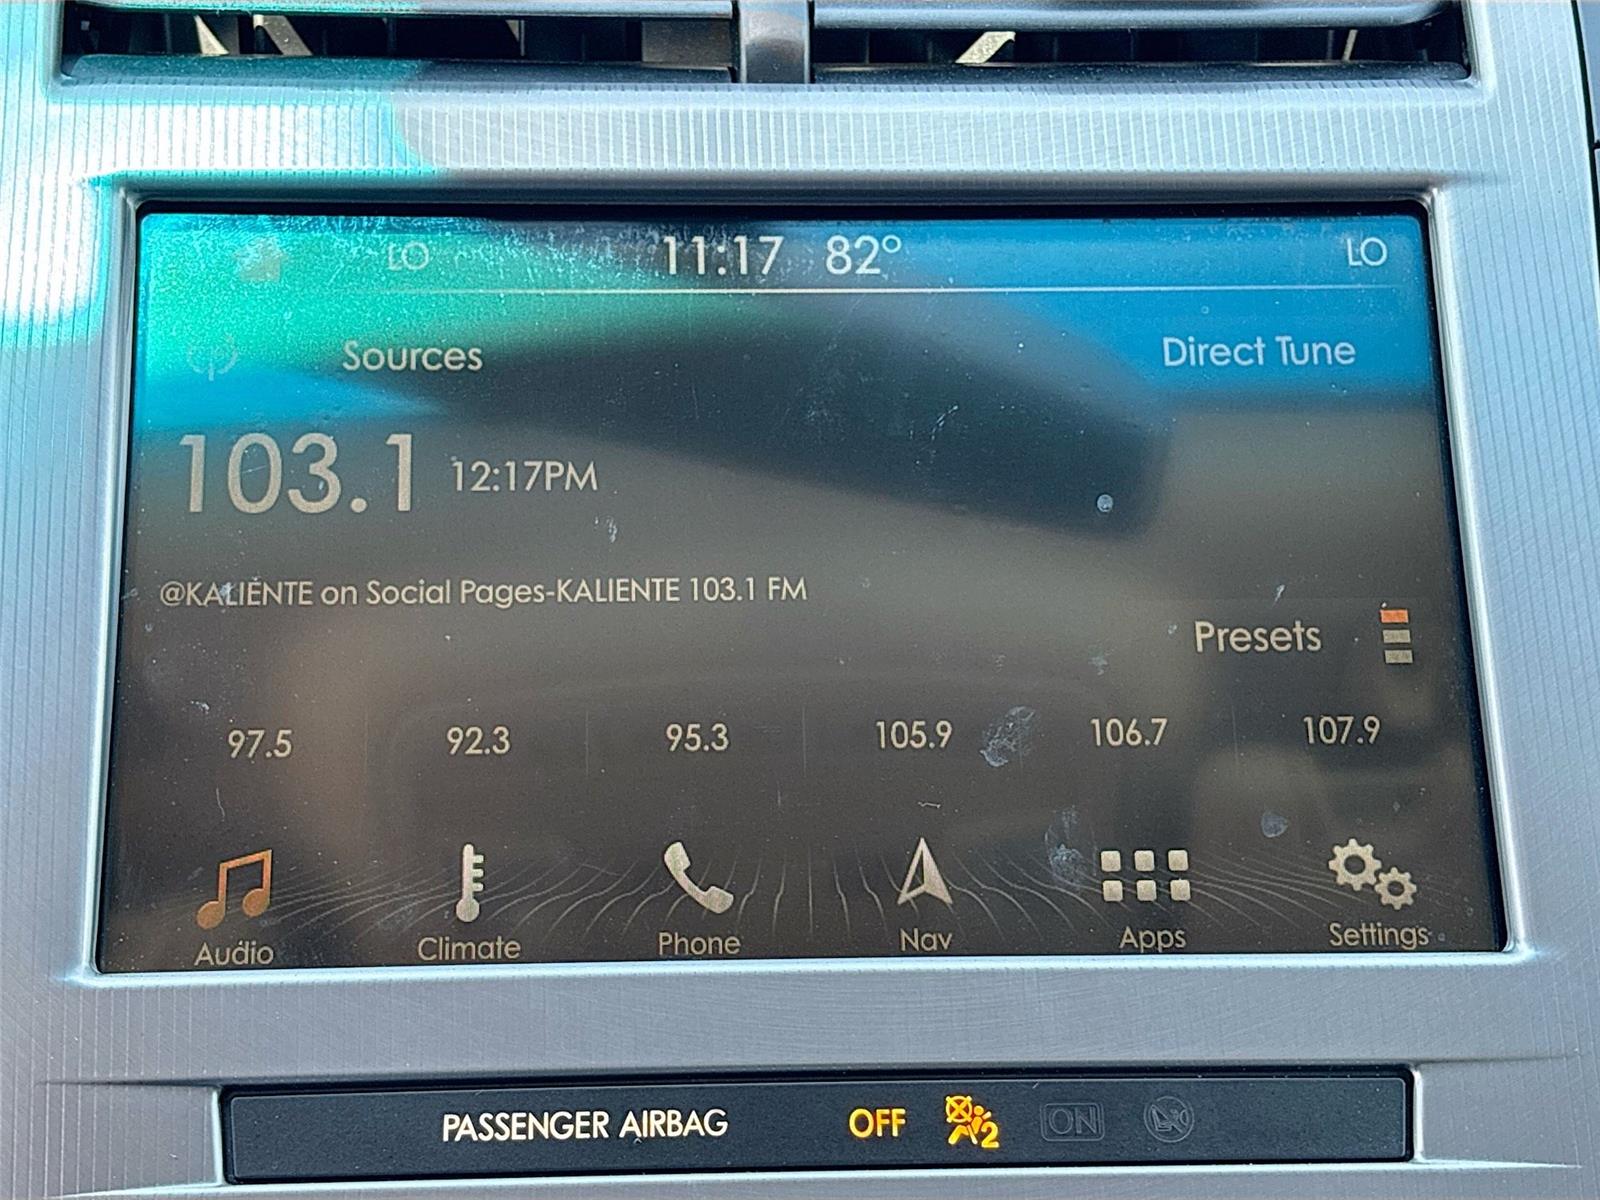 LO 11:17 82° LO
Sources Direct Tune
103.1 12:17PM
@KALIENTE on Social Pages-KALIENTE 103.1 FM
Presets
97.5 92.3 95.3 105.9 106.7 107.9
Audio Climate Phone Nav Apps Settings
PASSENGER AIRBAG OFF 2 ON